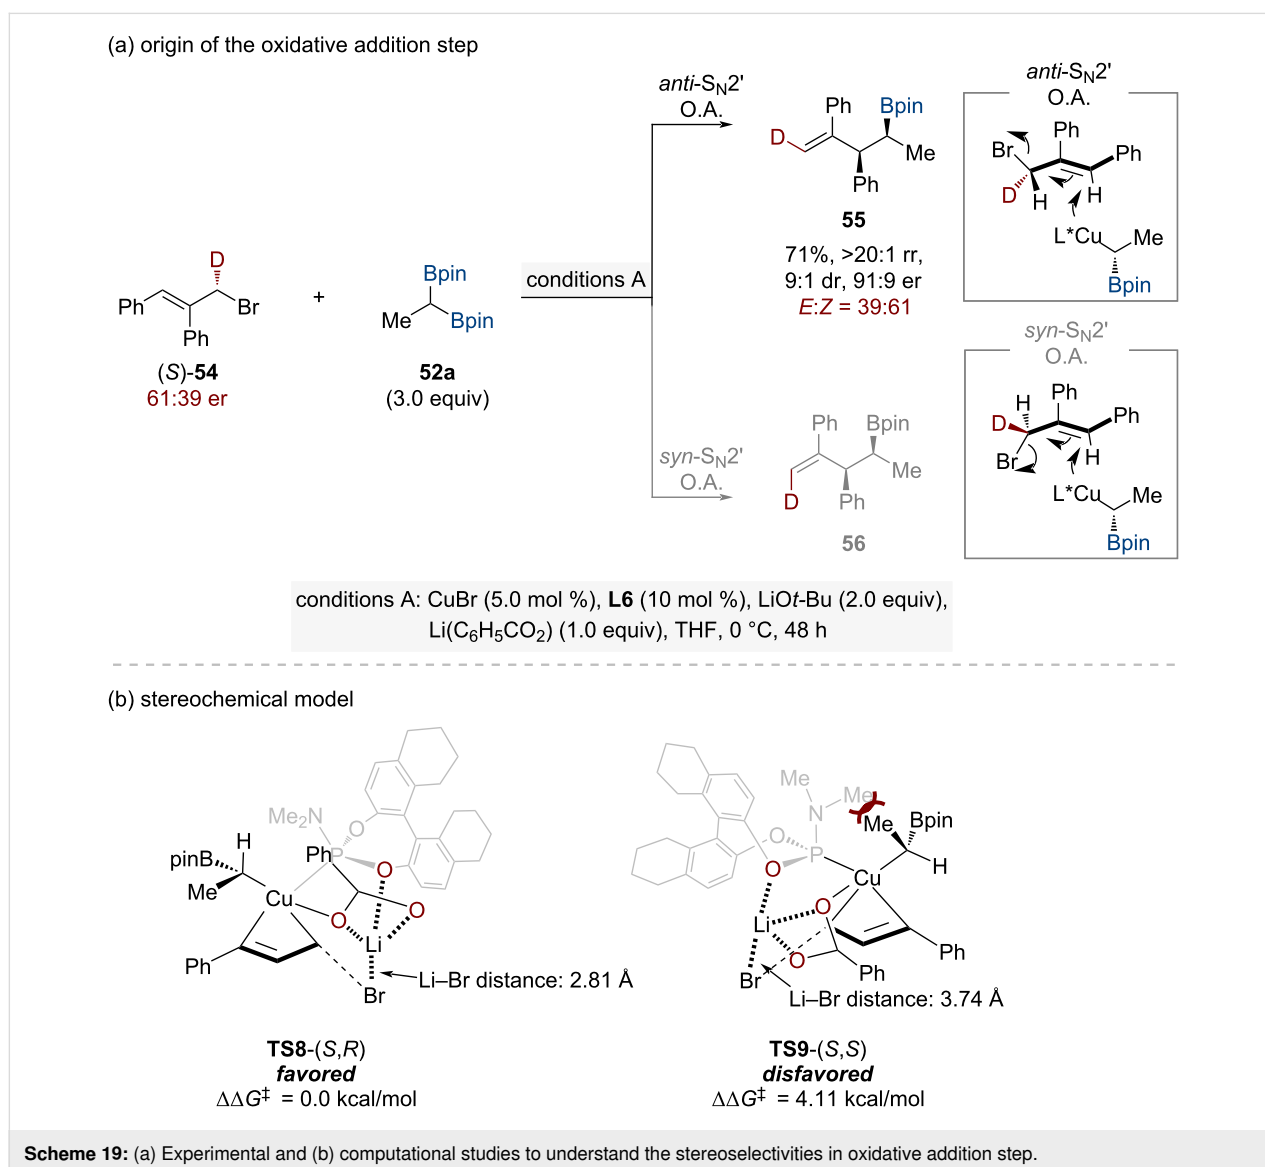 (a) origin of the oxidative addition step
anti-SN2'
O.A.
Ph
Bpin
D
Me
Ph
55
71%, >20:1 rr,
9:1 dr, 91:9 er
E:Z = 39:61
anti-SN2'
O.A.
Ph
Br
Ph
D
H
H
L*Cu
Me
Bpin
D
Ph
Br
Ph
(S)-54
61:39 er
+
Bpin
Me
Bpin
52a
(3.0 equiv)
conditions A
syn-SN2'
O.A.
Ph
Bpin
Me
D
Ph
56
syn-SN2'
O.A.
H
Ph
Ph
D
Br
H
L*Cu
Me
Bpin
conditions A: CuBr (5.0 mol %), L6 (10 mol %), LiOt-Bu (2.0 equiv),
Li(C6H5CO2) (1.0 equiv), THF, 0 °C, 48 h
(b) stereochemical model
Me2N
O
H
Ph
P
pinB
O
Me
Cu
O
O
Li
Ph
Br
Li–Br distance: 2.81 Å
TS8-(S,R)
favored
ΔΔG‡ = 0.0 kcal/mol
Me
N
Me
Me
Bpin
O
P
O
H
Cu
O
Li
O
Ph
Br
Ph
Li–Br distance: 3.74 Å
TS9-(S,S)
disfavored
ΔΔG‡ = 4.11 kcal/mol
Scheme 19: (a) Experimental and (b) computational studies to understand the stereoselectivities in oxidative addition step.